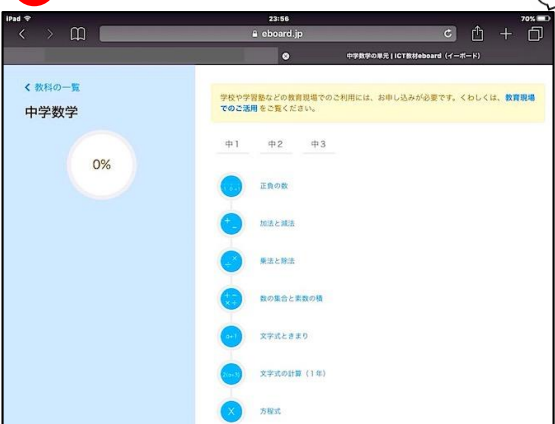 iPad
23:56
70%
eboard.jp
中学数学の単元 | ICT教材eboard（イーボード）
教科の一覧
中学数学
0%
学校や学習塾などの教育現場でのご利用には、お申し込みが必要です。くわしくは、教育現場
でのご活用 をご覧ください。
中1 中2 中3
正負の数
加法と減法
乗法と除法
数の集合と素数の積
文字式ときまり
文字式の計算（1年）
方程式